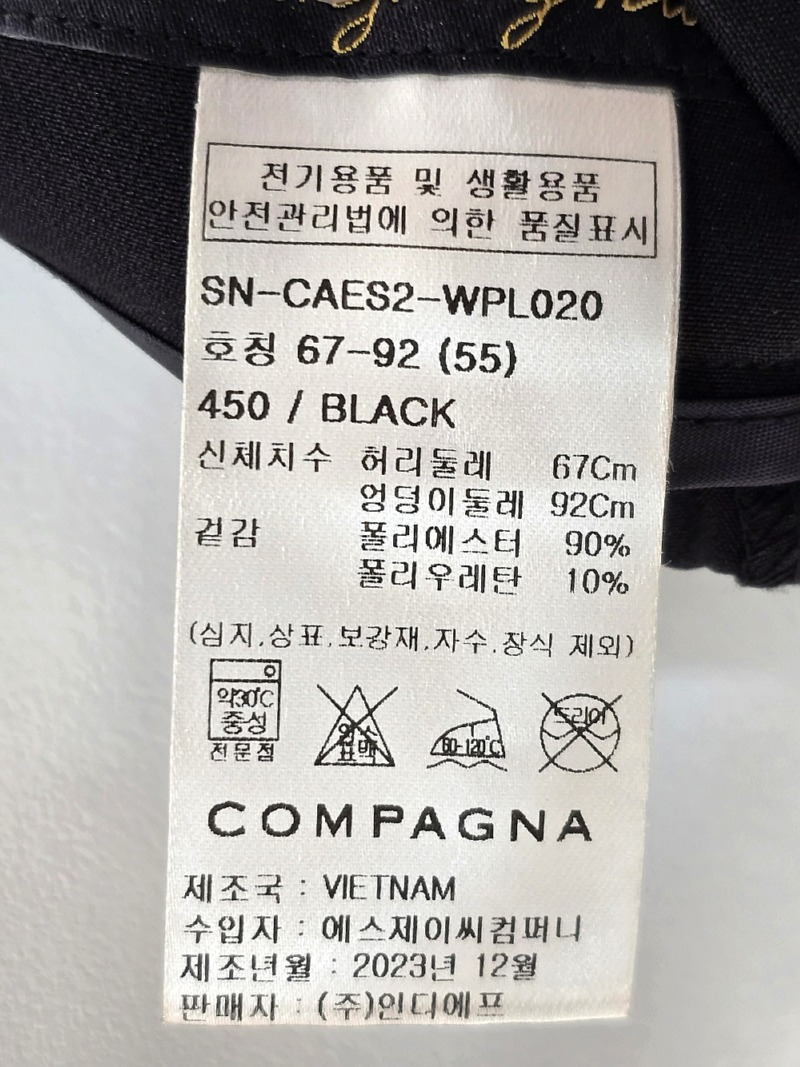 전기용품 및 생활용품
안전관리법에 의한 품질표시
SN-CAES2-WPL020
호칭 67-92 (55)
450 / BLACK
신체치수 허리둘레 67Cm
엉덩이둘레 92Cm
겉감 폴리에스터 90%
폴리우레탄 10%
(심지,상표,보강재,자수,장식 제외)
약30℃
중성
전문점
염소
표백
60-120℃
드라이
COMPAGNA
제조국 : VIETNAM
수입자 : 에스제이씨컴퍼니
제조년월 : 2023년 12월
판매자 : (주)인디에프